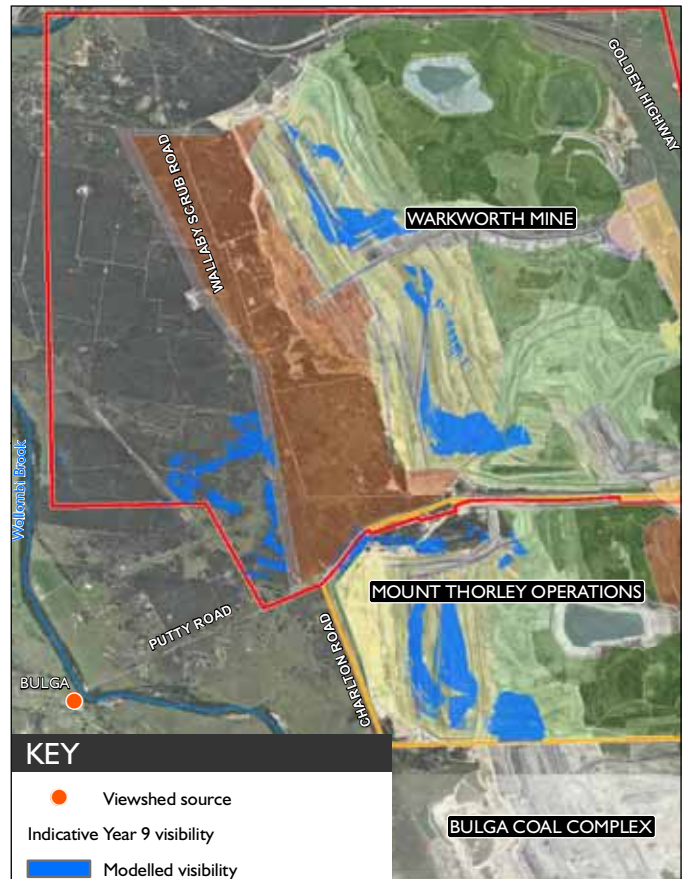 GOLDEN HIGHWAY
WALLABY SCRUB ROAD
WARKWORTH MINE
Wollombi Brook
MOUNT THORLEY OPERATIONS
PUTTY ROAD
CHARLTON ROAD
BULGA
KEY
Viewshed source
Indicative Year 9 visibility
Modelled visibility
BULGA COAL COMPLEX